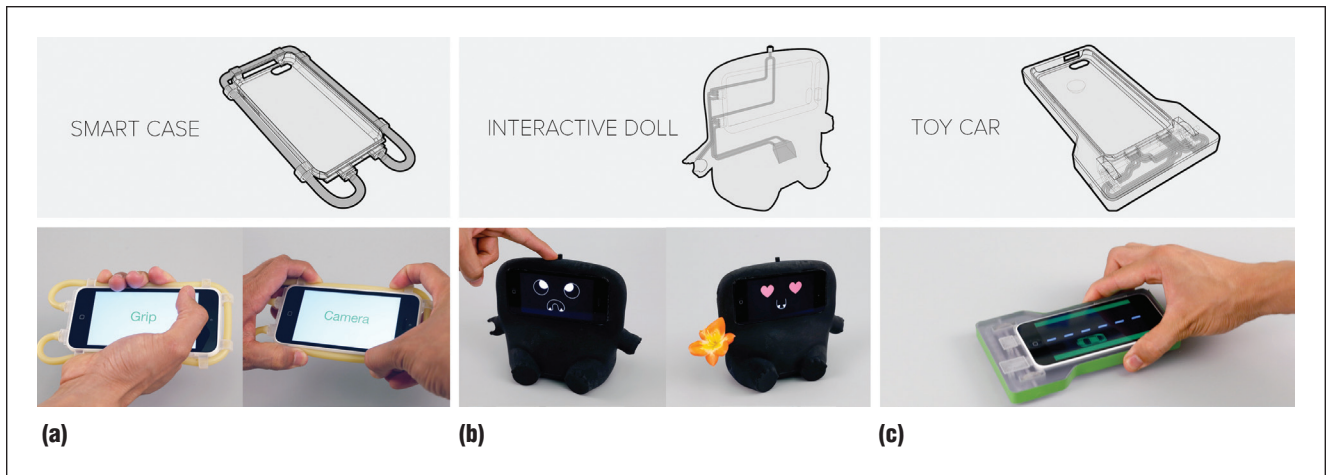 SMART CASE
INTERACTIVE DOLL
TOY CAR
Grip
Camera
(a)
(b)
(c)